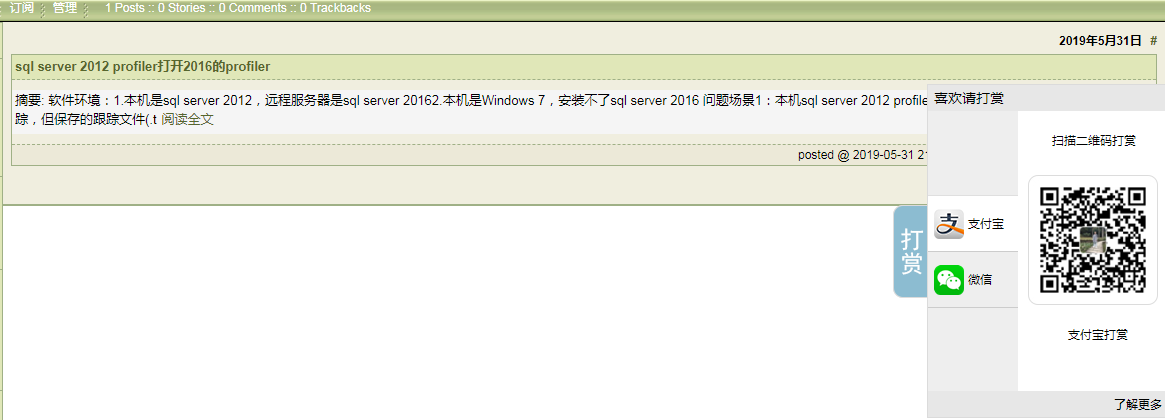 订阅 管理 1 Posts :: 0 Stories :: 0 Comments :: 0 Trackbacks
2019年5月31日 #
sql server 2012 profiler打开2016的profiler
摘要: 软件环境：1.本机是sql server 2012，远程服务器是sql server 20162.本机是Windows 7，安装不了sql server 2016 问题场景1：本机sql server 2012 profile
踪，但保存的跟踪文件(.t 阅读全文
posted @ 2019-05-31 21
打赏
喜欢请打赏
扫描二维码打赏
支付宝
微信
支付宝打赏
了解更多